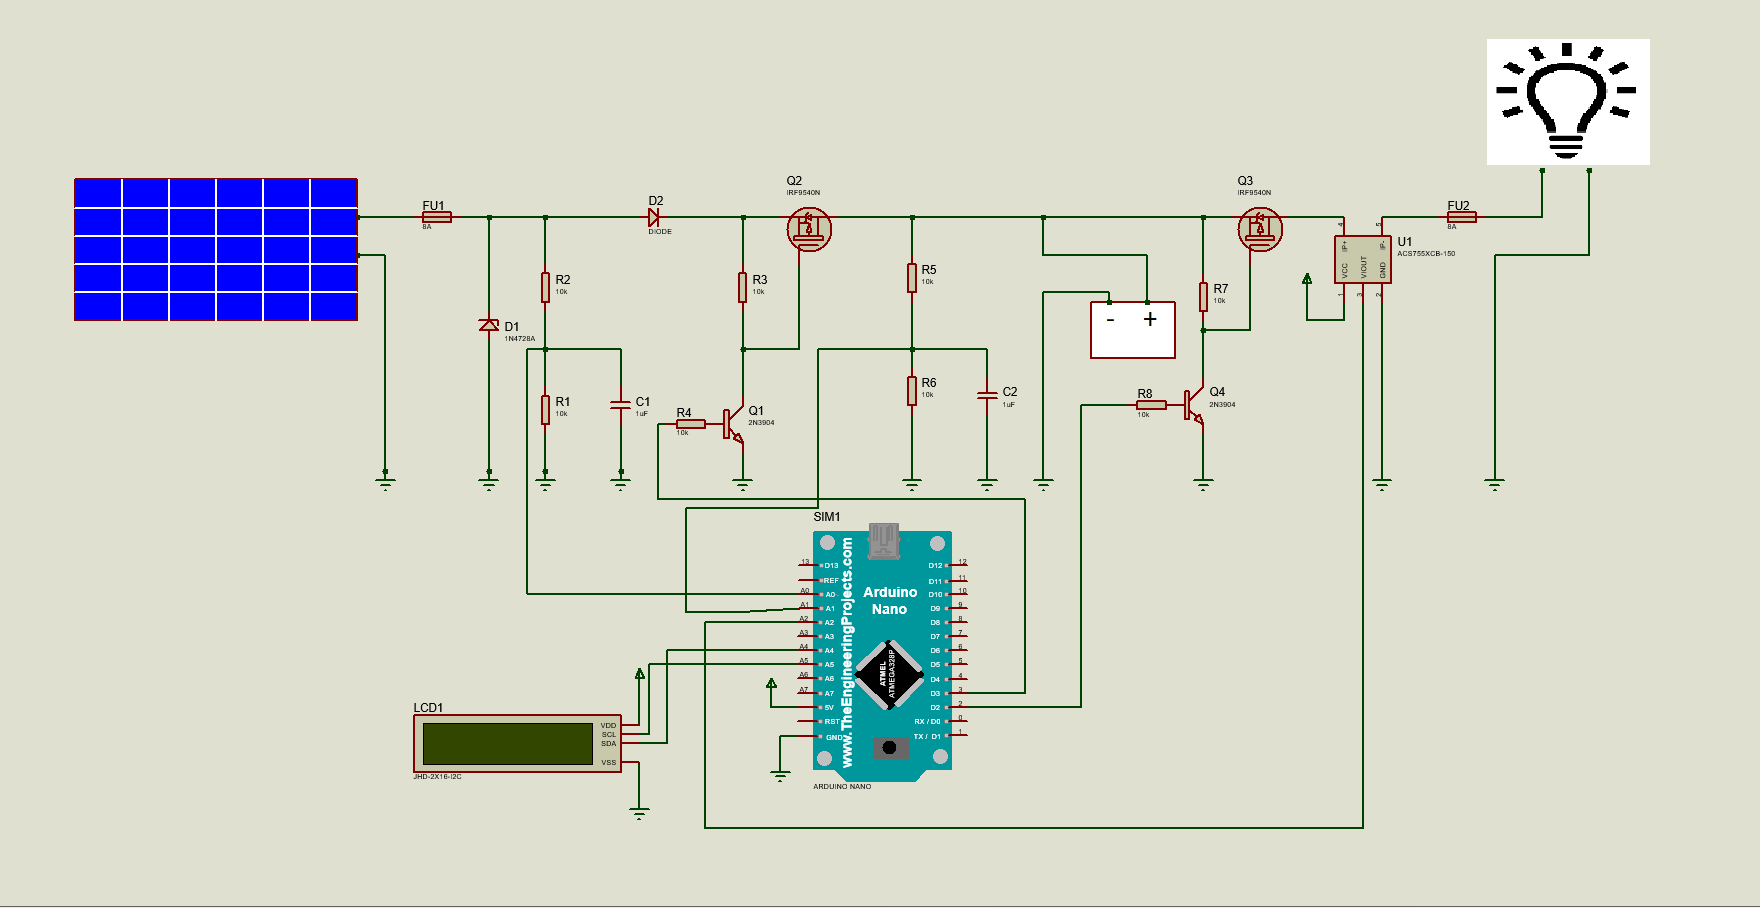 FU1
8A
D2
DIODE
Q2
IRF9540N
Q3
IRF9540N
FU2
8A
U1
ACS755XCB-150
4
5
IP+
IP-
VCC
VIOUT
GND
1
3
2
R2
10k
R3
10k
R5
10k
R7
10k
D1
1N4728A
- +
R1
10k
C1
1uF
R4
10k
Q1
2N3904
R6
10k
C2
1uF
R8
10k
Q4
2N3904
SIM1
www.TheEngineeringProjects.com
Arduino
Nano
ATMEL
ATMEGA328P
13 D13
REF
A0 A0
A1 A1
A2 A2
A3 A3
A4 A4
A5 A5
A6 A6
A7 A7
5V
RST
GND
D12 12
D11 11
D10 10
D9 9
D8 8
D7 7
D6 6
D5 5
D4 4
D3 3
D2 2
RX / D0 0
TX / D1 1
ARDUINO NANO
LCD1
VDD
SCL
SDA
VSS
JHD-2X16-I2C